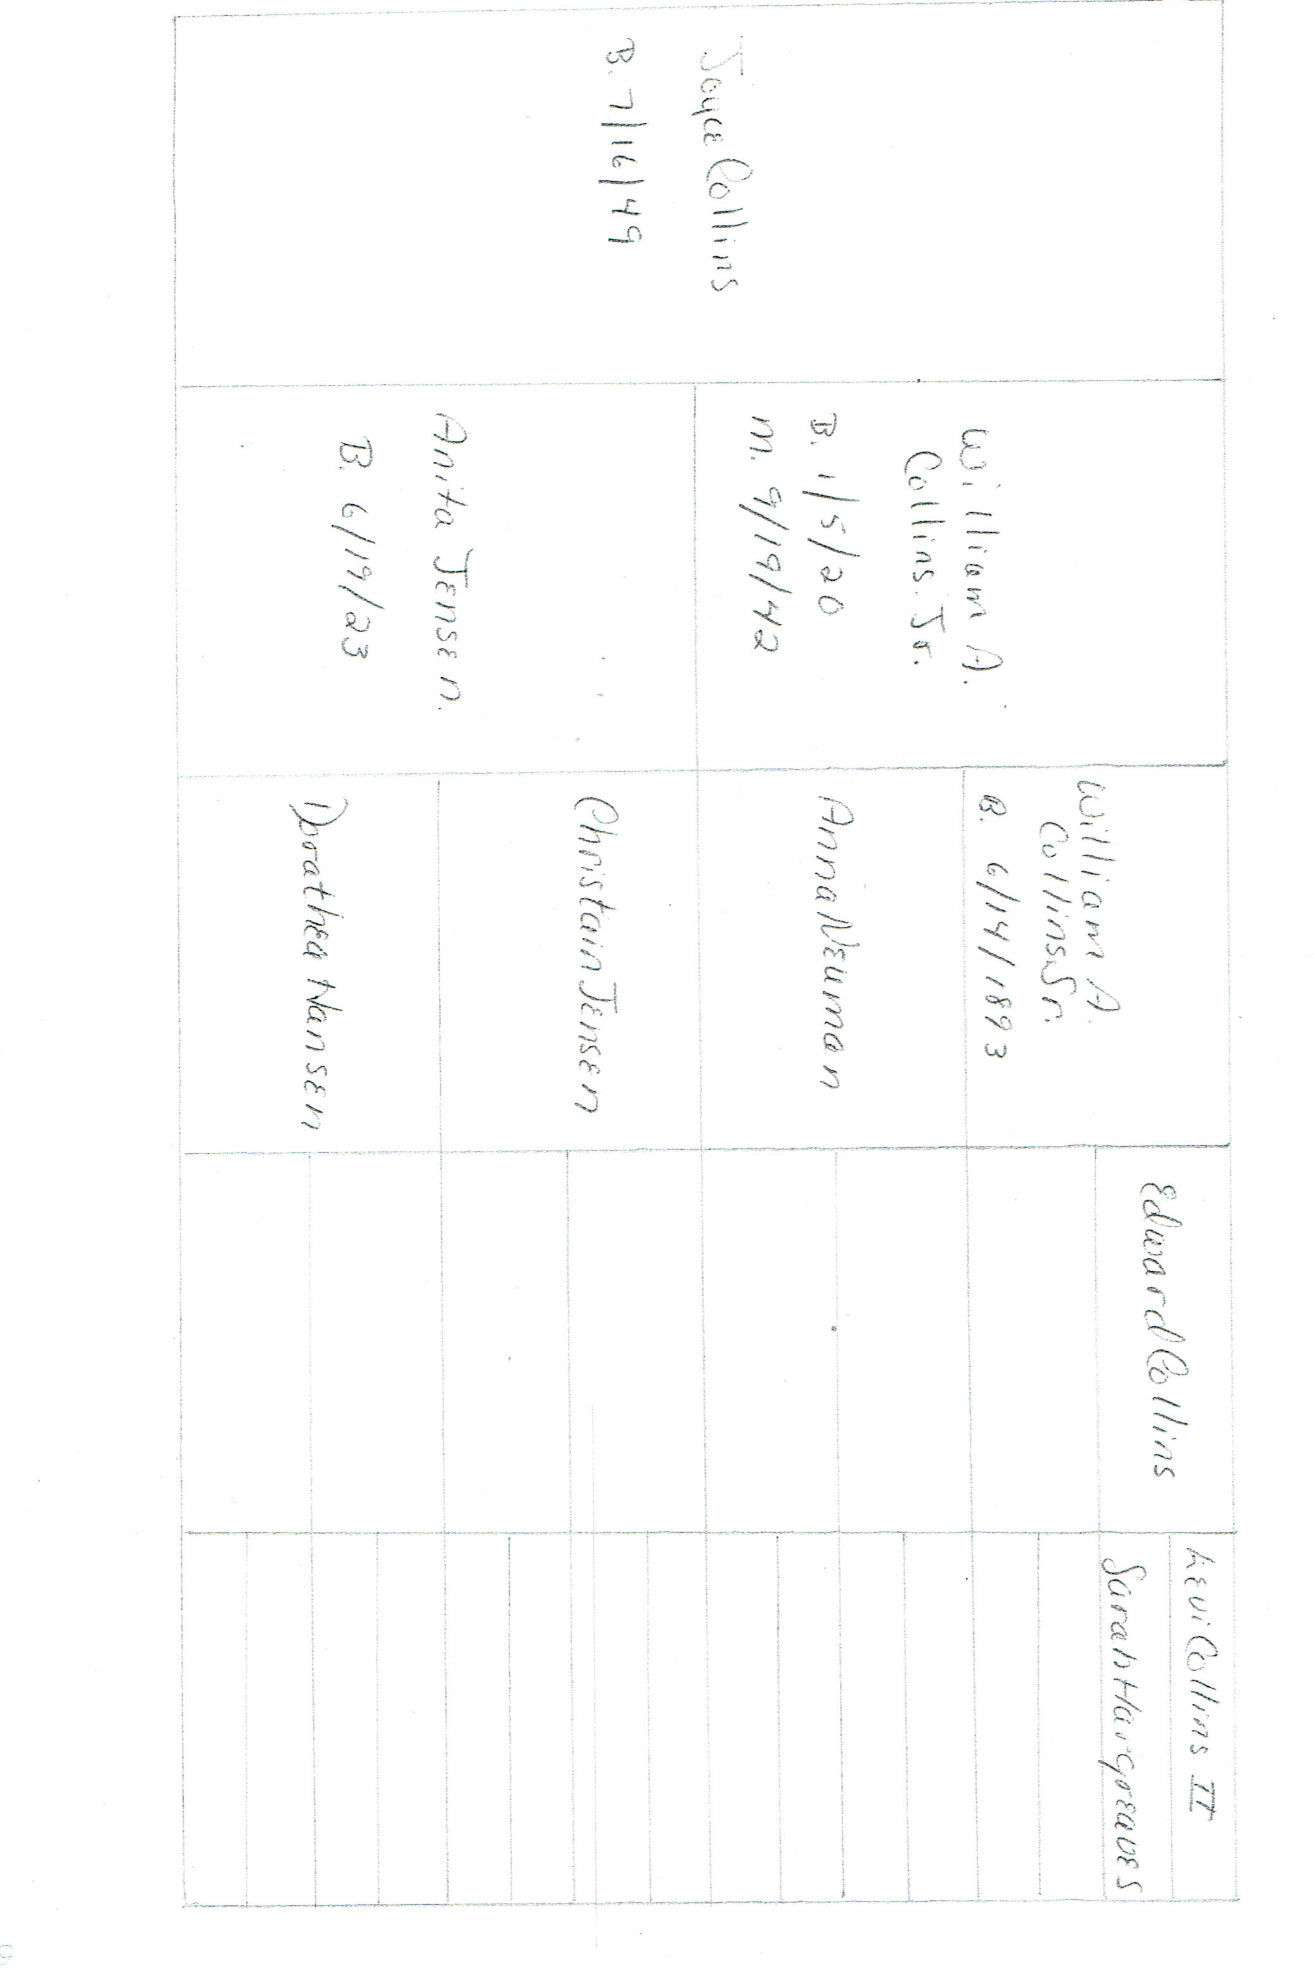 Joyce Collins
B. 7/16/49
William A.
Collins. Jr.
B. 1/5/20
m. 9/19/42
Anita Jensen.
B. 6/19/23
William A.
Collins Sr.
B. 6/14/1893
Anna Neuman
Christain Jensen
Dorathea Hansen
Edward Collins
Levi Collins II
Sarah Hargreaves